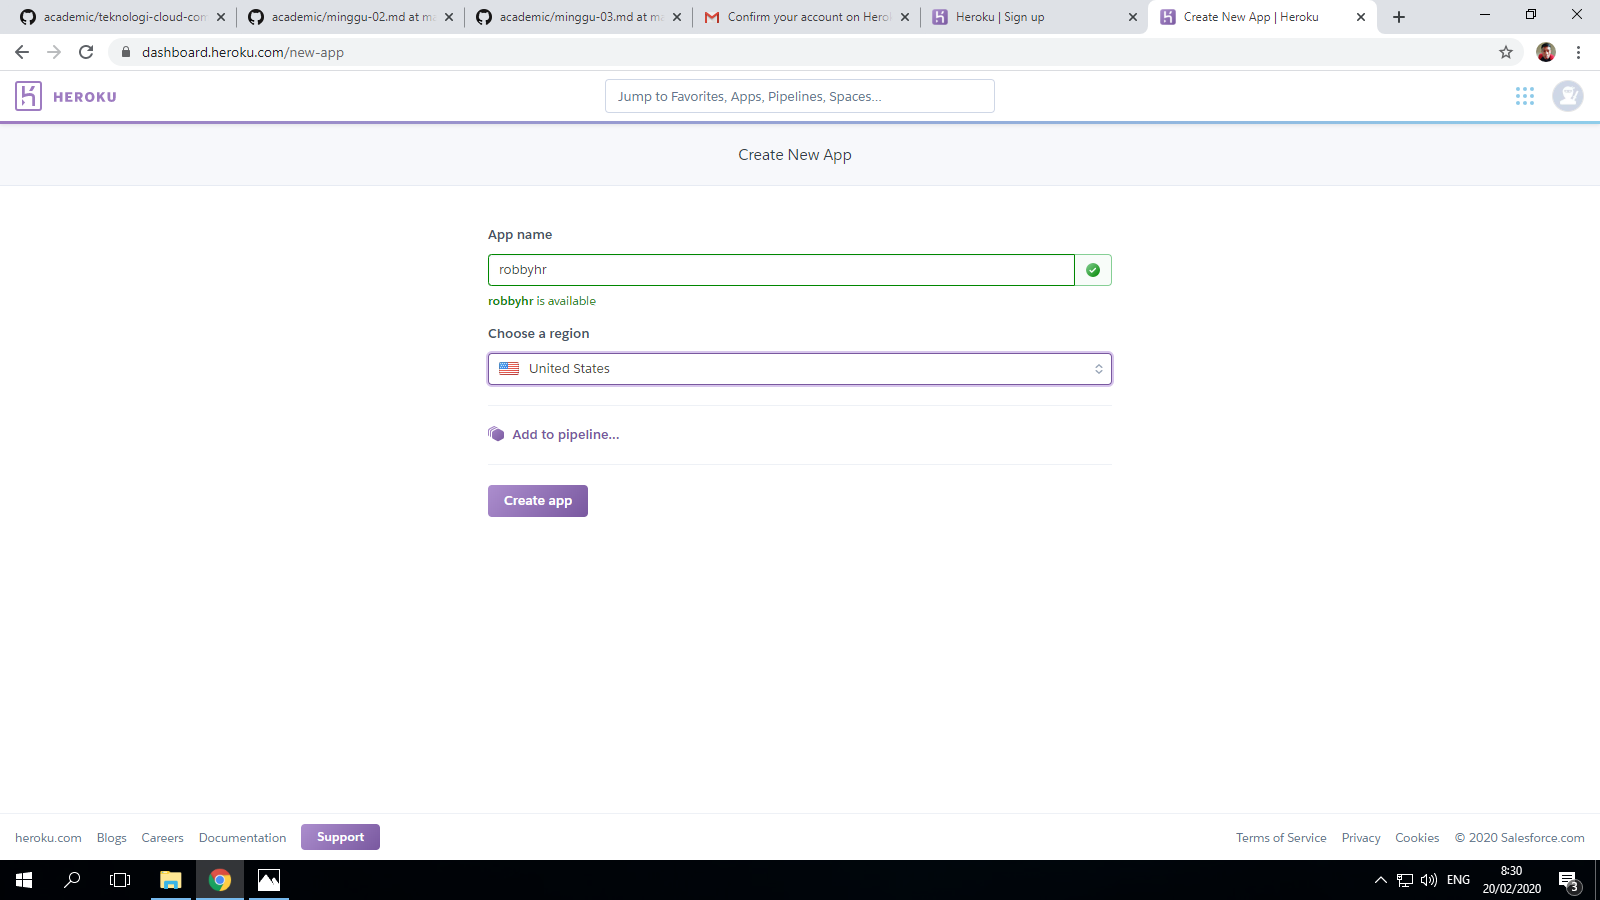 academic/teknologi-cloud-com
academic/minggu-02.md at ma
academic/minggu-03.md at ma
Confirm your account on Herok
Heroku | Sign up
Create New App | Heroku
dashboard.heroku.com/new-app
HEROKU
Jump to Favorites, Apps, Pipelines, Spaces...
Create New App
App name
robbyhr
robbyhr is available
Choose a region
United States
Add to pipeline...
Create app
heroku.com Blogs Careers Documentation Support
Terms of Service Privacy Cookies © 2020 Salesforce.com
ENG
8:30
20/02/2020
3